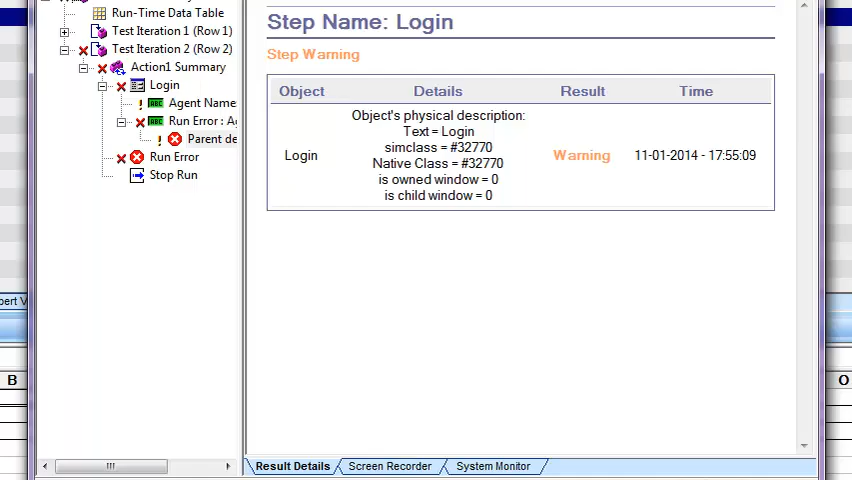 Run-Time Data Table
Test Iteration 1 (Row 1)
Test Iteration 2 (Row 2)
Action1 Summary
Login
Agent Name
Run Error : A
Parent de
Run Error
Stop Run
Step Name: Login
Step Warning
Object Details Result Time
Object's physical description:
Text = Login
simclass = #32770
Native Class = #32770
is owned window = 0
is child window = 0
Login
Warning
11-01-2014 - 17:55:09
Result Details
Screen Recorder
System Monitor
pert V
B
O